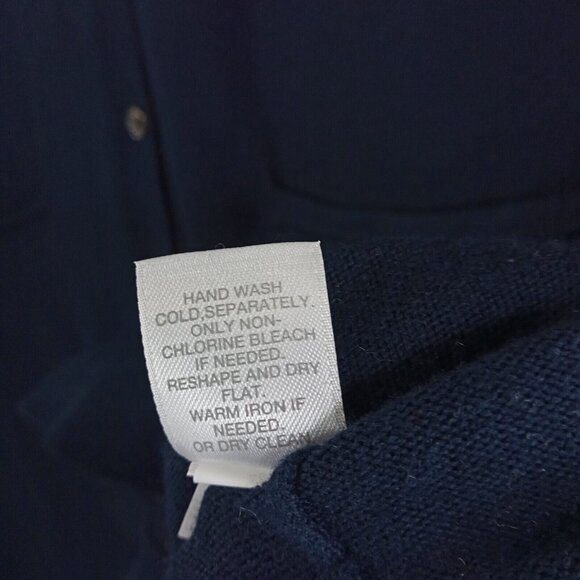 HAND WASH
COLD,SEPARATELY.
ONLY NON-
CHLORINE BLEACH
IF NEEDED.
RESHAPE AND DRY
FLAT.
WARM IRON IF
NEEDED.
OR DRY CLEAN